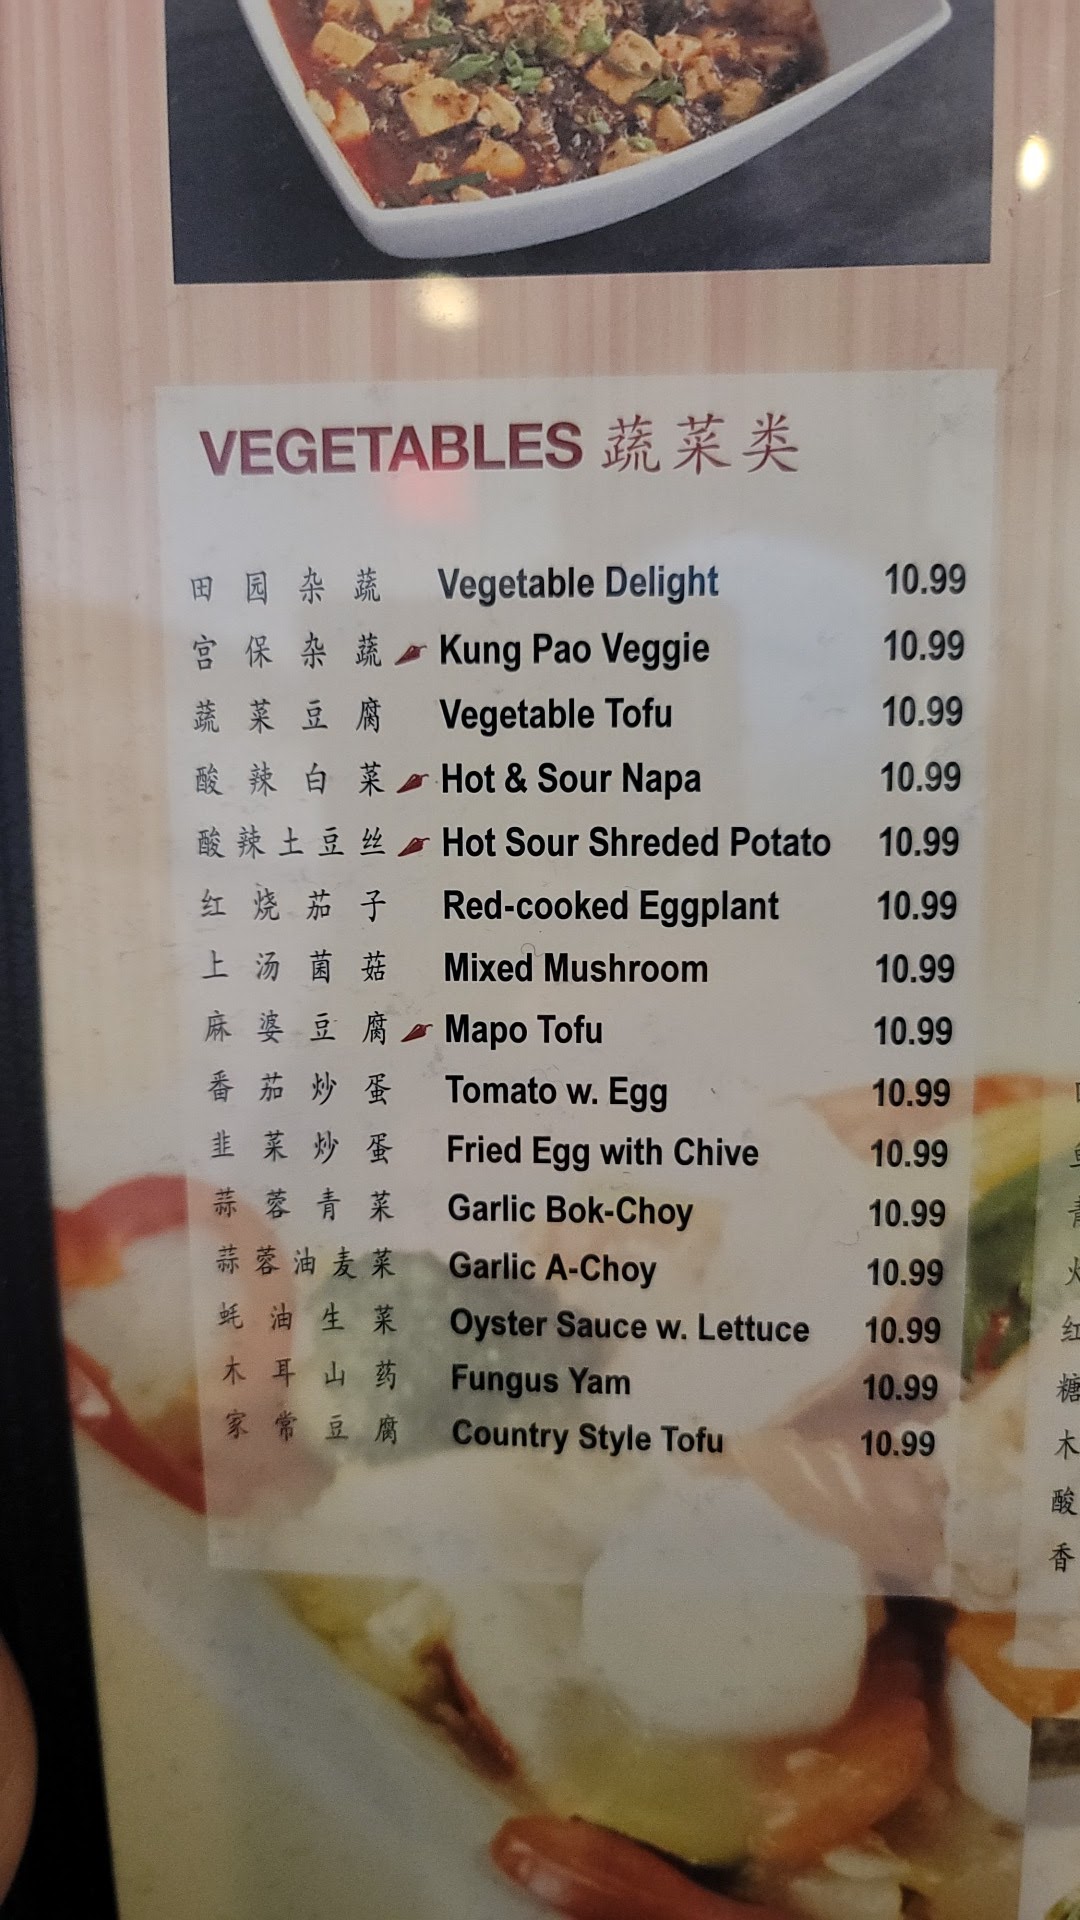 VEGETABLES 蔬菜类
田园杂蔬 Vegetable Delight 10.99
宫保杂蔬 Kung Pao Veggie 10.99
蔬菜豆腐 Vegetable Tofu 10.99
酸辣白菜 Hot & Sour Napa 10.99
酸辣土豆丝 Hot Sour Shreded Potato 10.99
红烧茄子 Red-cooked Eggplant 10.99
上汤菌菇 Mixed Mushroom 10.99
麻婆豆腐 Mapo Tofu 10.99
番茄炒蛋 Tomato w. Egg 10.99
韭菜炒蛋 Fried Egg with Chive 10.99
蒜蓉青菜 Garlic Bok-Choy 10.99
蒜蓉油麦菜 Garlic A-Choy 10.99
蚝油生菜 Oyster Sauce w. Lettuce 10.99
木耳山药 Fungus Yam 10.99
家常豆腐 Country Style Tofu 10.99
红
糖
木
酸
香